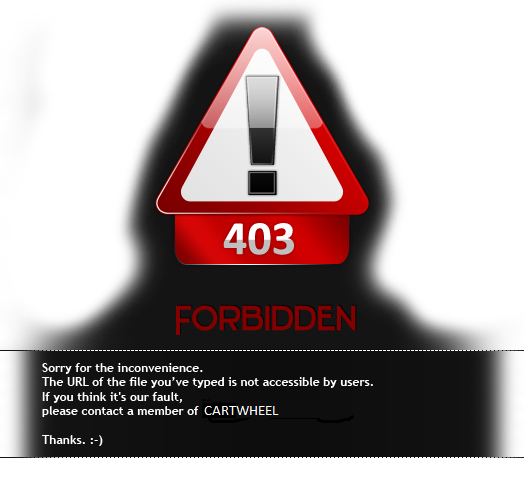 403
FORBIDDEN
Sorry for the inconvenience.
The URL of the file you’ve typed is not accessible by users.
If you think it's our fault,
please contact a member of CARTWHEEL
Thanks. :-)